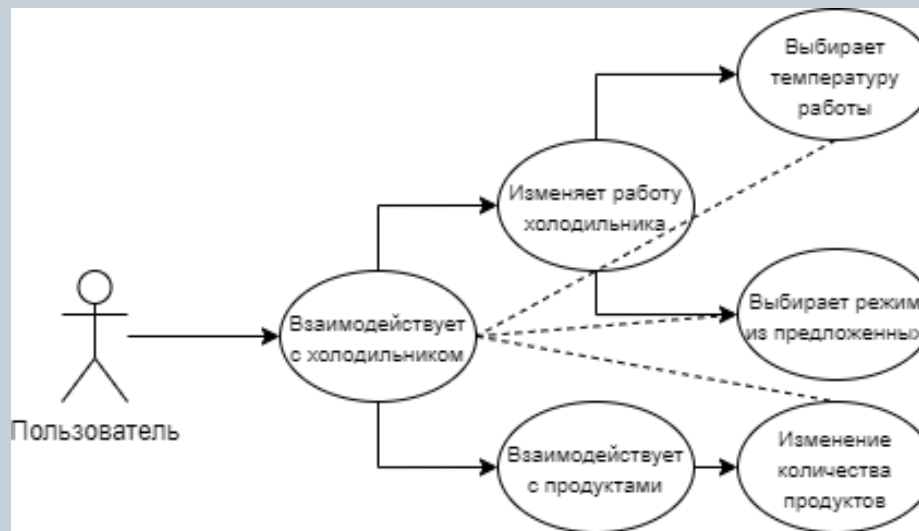 Выбирает
температуру
работы
Изменяет работу
холодильника
Взаимодействует
с холодильником
Выбирает режим
из предложенных
Пользователь
Взаимодействует
с продуктами
Изменение
количества
продуктов